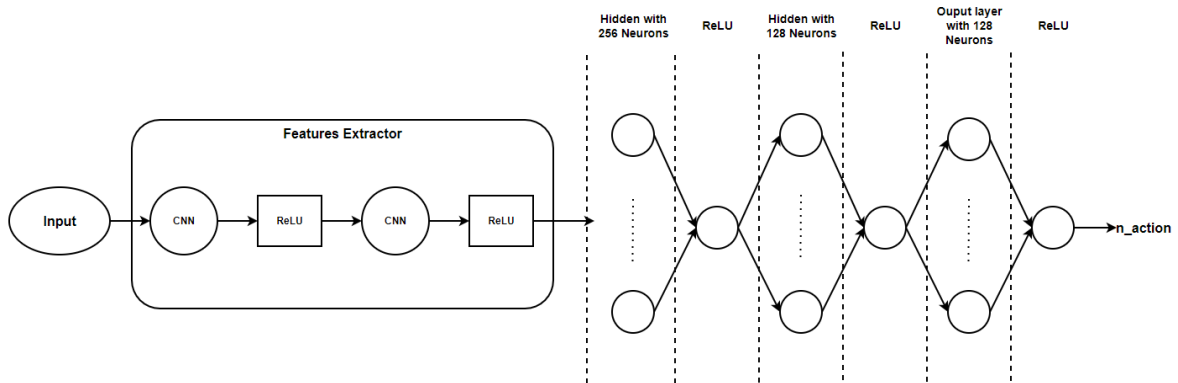 Hidden with
256 Neurons
ReLU
Hidden with
128 Neurons
ReLU
Ouput layer
with 128
Neurons
ReLU
Features Extractor
Input
CNN
ReLU
CNN
ReLU
n_action